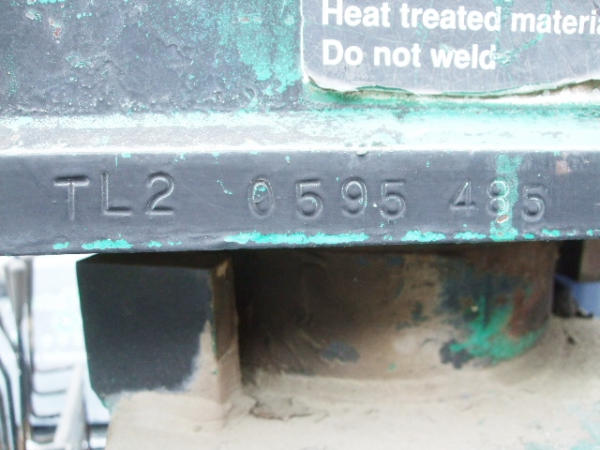 Heat treated materia
Do not weld
TL2 0595 485